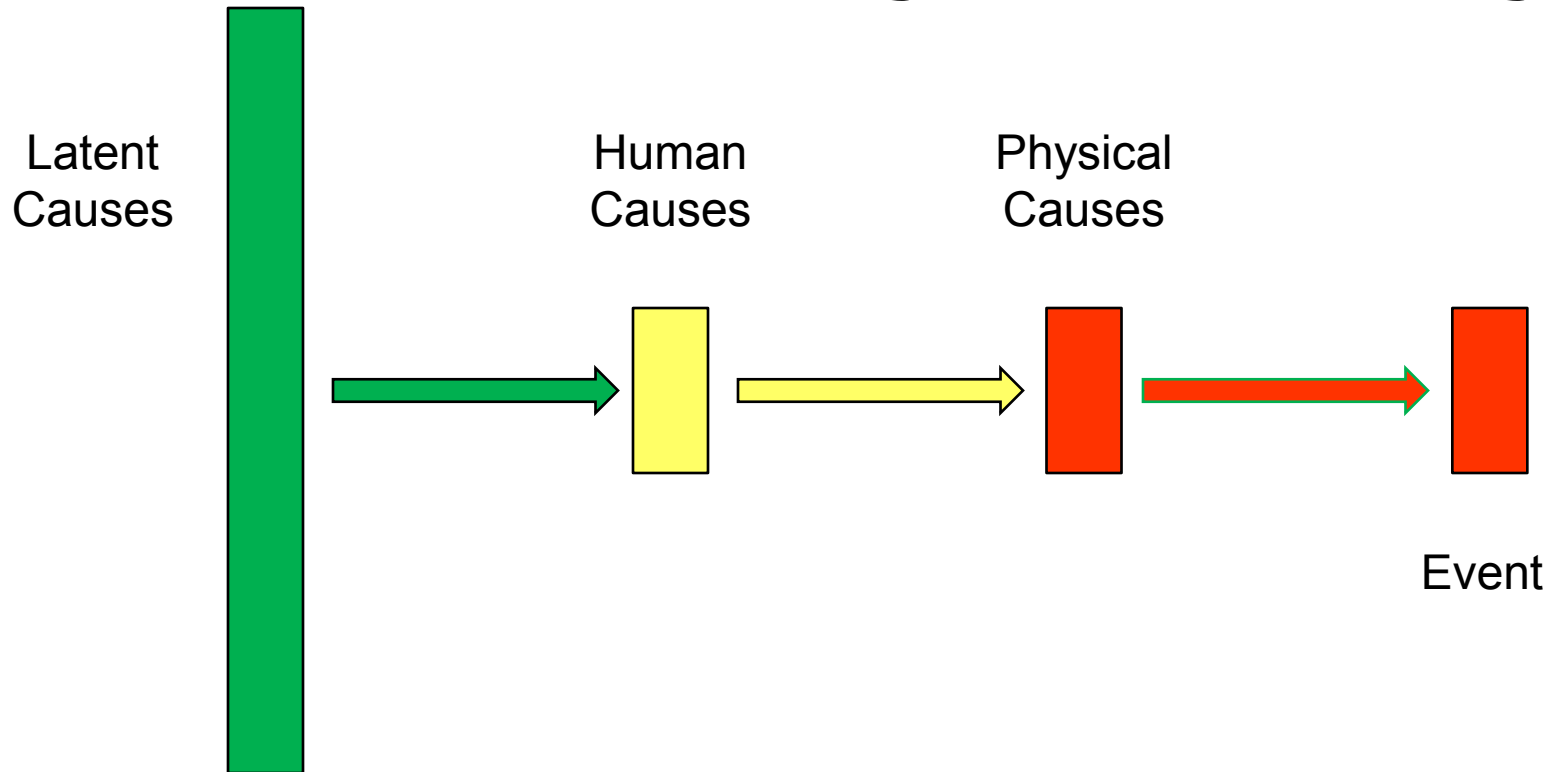 Latent
Causes
Human
Causes
Physical
Causes
Event